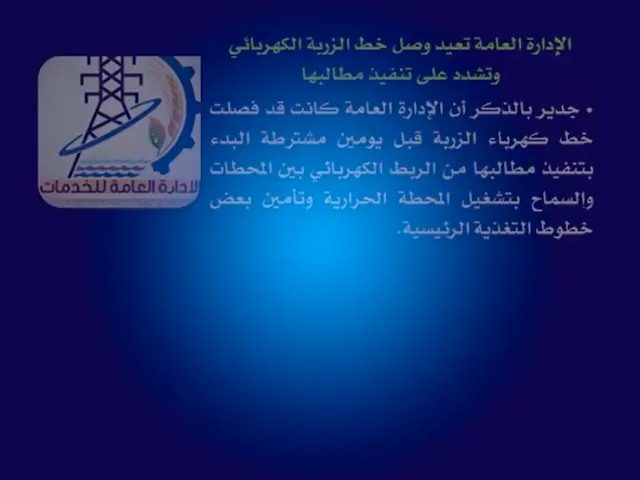 الإدارة العامة تعيد وصل خط الزربة الكهربائي
وتشدد على تنفيذ مطالبها
• جدير بالذكر أن الإدارة العامة كانت قد فصلت
خط كهرباء الزربة قبل يومين مشترطة البدء
بتنفيذ مطالبها من الربط الكهربائي بين المحطات
والسماح بتشغيل المحطة الحرارية وتأمين بعض
خطوط التغذية الرئيسية.
لادارة العامة للخدمات